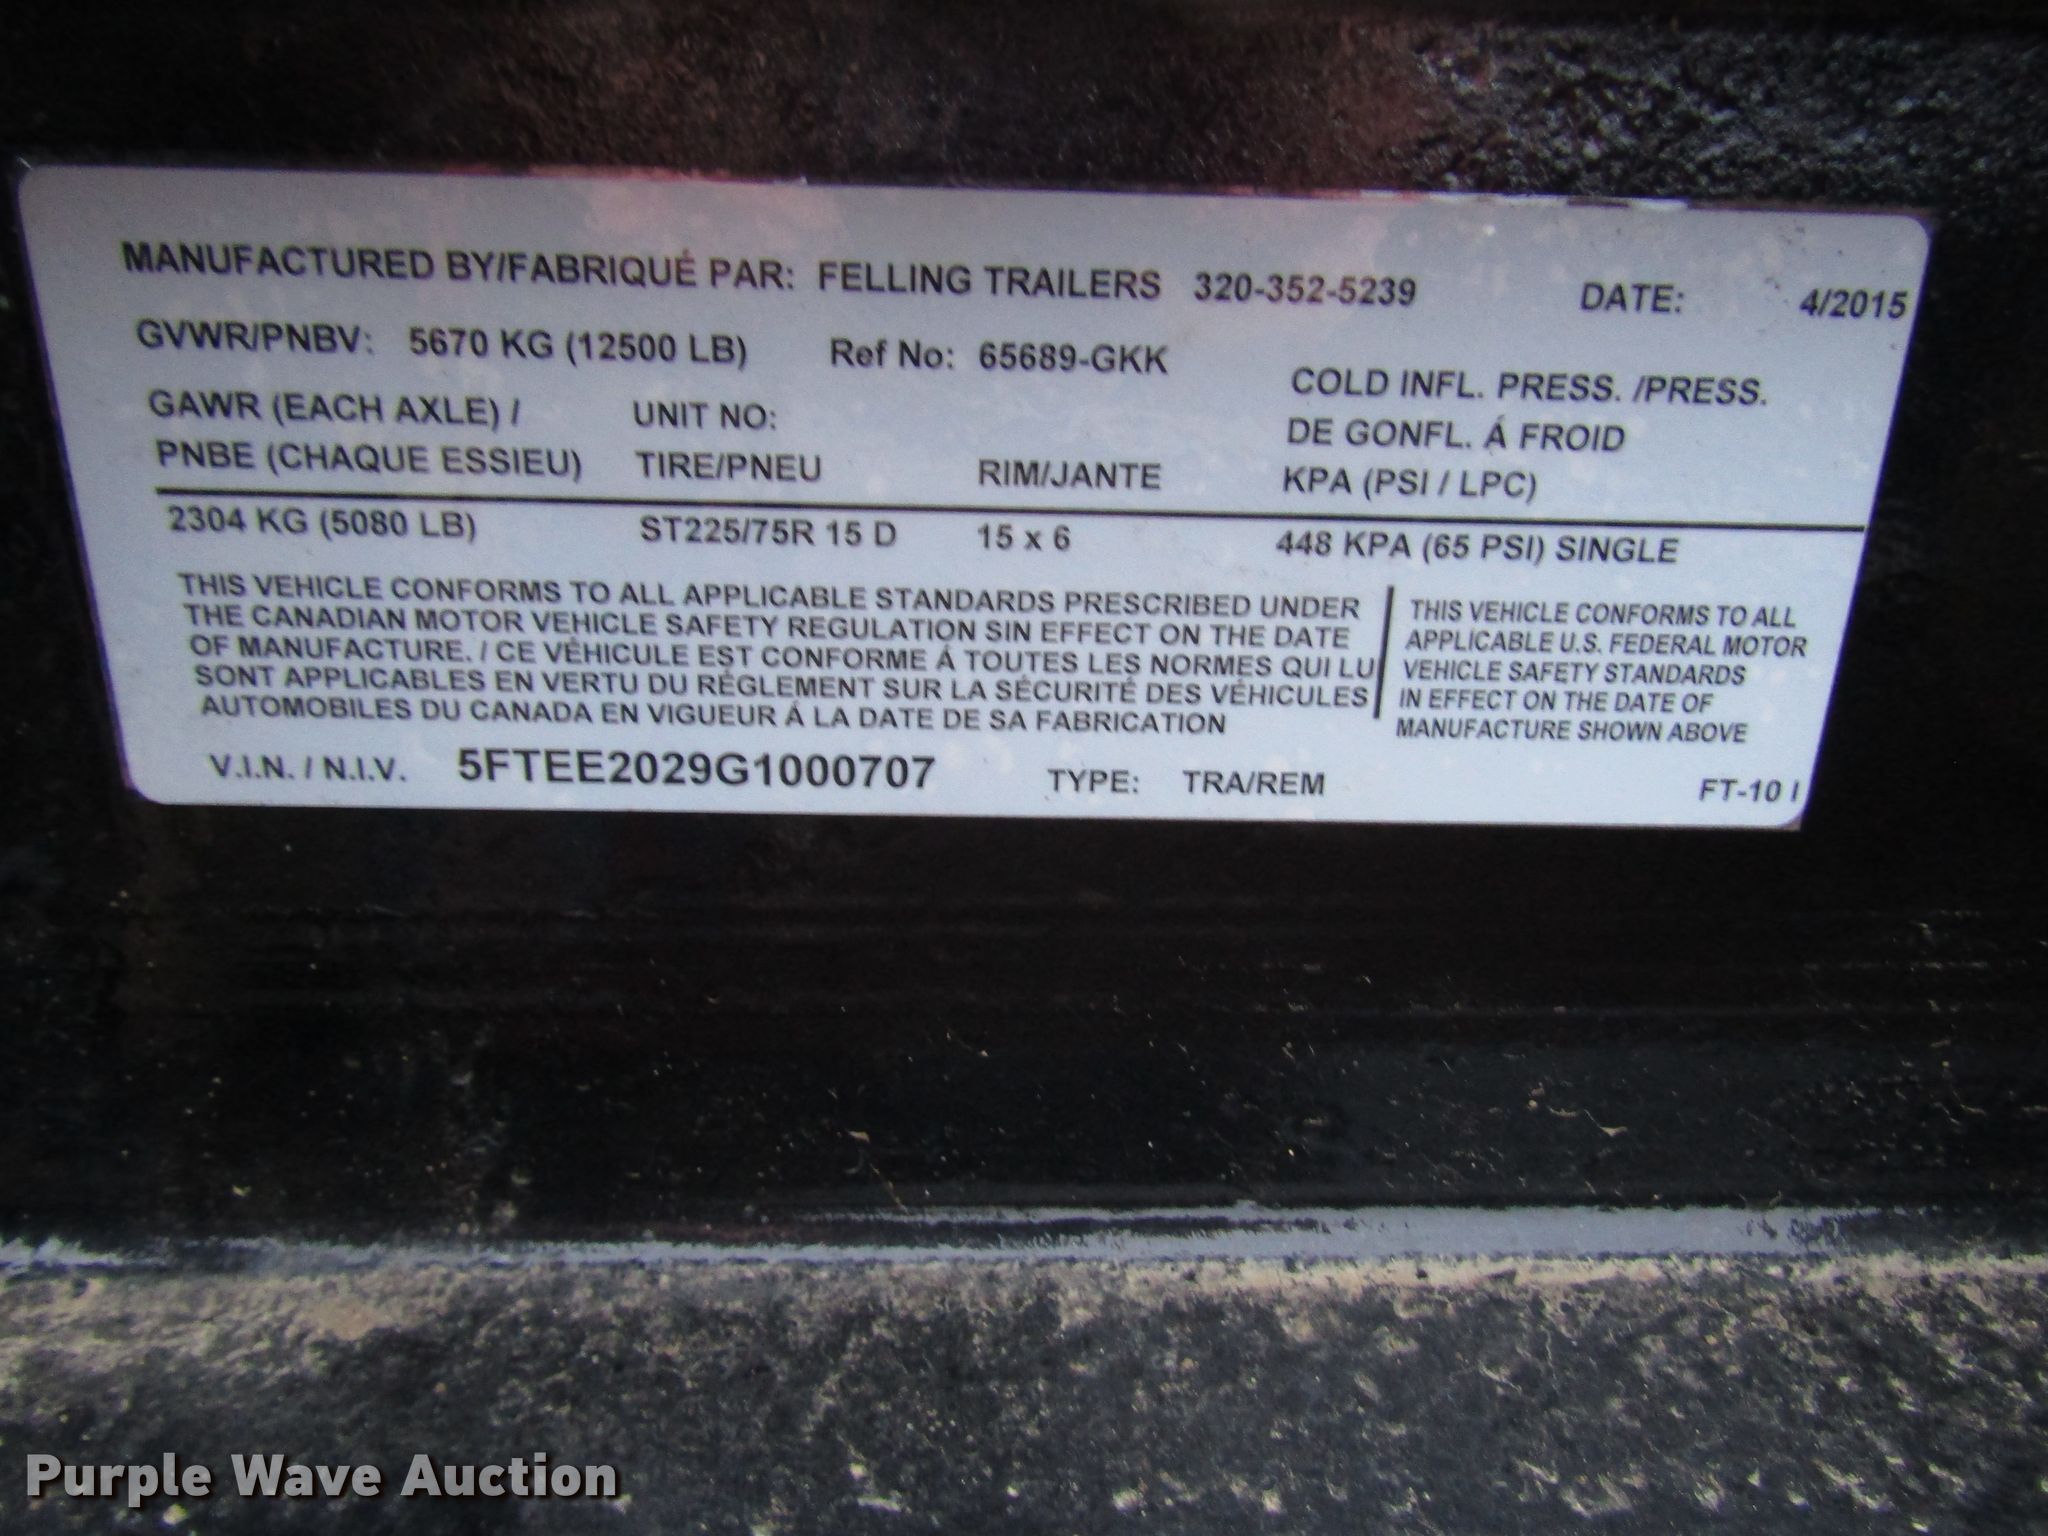 MANUFACTURED BY/FABRIQUÉ PAR: FELLING TRAILERS 320-352-5239 DATE: 4/2015
GVWR/PNBV: 5670 KG (12500 LB) Ref No: 65689-GKK
COLD INFL. PRESS. /PRESS.
GAWR (EACH AXLE) / UNIT NO:
DE GONFL. Á FROID
PNBE (CHAQUE ESSIEU) TIRE/PNEU RIM/JANTE KPA (PSI / LPC)
2304 KG (5080 LB) ST225/75R 15 D 15 x 6 448 KPA (65 PSI) SINGLE
THIS VEHICLE CONFORMS TO ALL APPLICABLE STANDARDS PRESCRIBED UNDER
THE CANADIAN MOTOR VEHICLE SAFETY REGULATION SIN EFFECT ON THE DATE
OF MANUFACTURE. / CE VÉHICULE EST CONFORME Á TOUTES LES NORMES QUI LU
SONT APPLICABLES EN VERTU DU RÉGLEMENT SUR LA SÉCURITÉ DES VÉHICULES
AUTOMOBILES DU CANADA EN VIGUEUR Á LA DATE DE SA FABRICATION
THIS VEHICLE CONFORMS TO ALL
APPLICABLE U.S. FEDERAL MOTOR
VEHICLE SAFETY STANDARDS
IN EFFECT ON THE DATE OF
MANUFACTURE SHOWN ABOVE
V.I.N. / N.I.V. 5FTEE2029G1000707 TYPE: TRA/REM FT-10 I
Purple Wave Auction